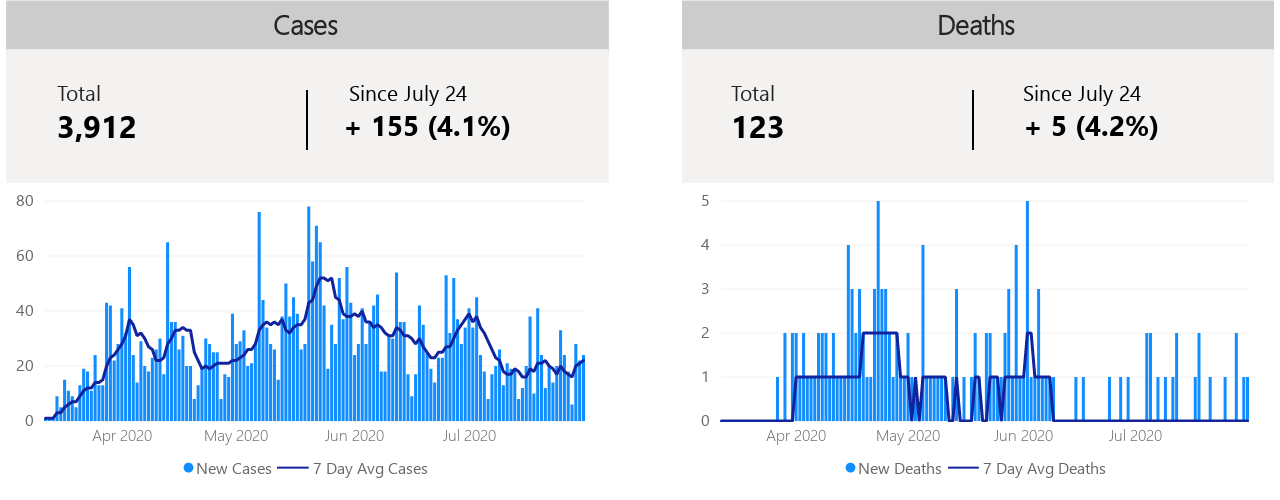 Cases
Total
3,912
Since July 24
+ 155 (4.1%)
80
60
40
20
0
Apr 2020 May 2020 Jun 2020 Jul 2020
New Cases 7 Day Avg Cases
Deaths
Total
123
Since July 24
+ 5 (4.2%)
5
4
3
2
1
0
Apr 2020 May 2020 Jun 2020 Jul 2020
New Deaths 7 Day Avg Deaths